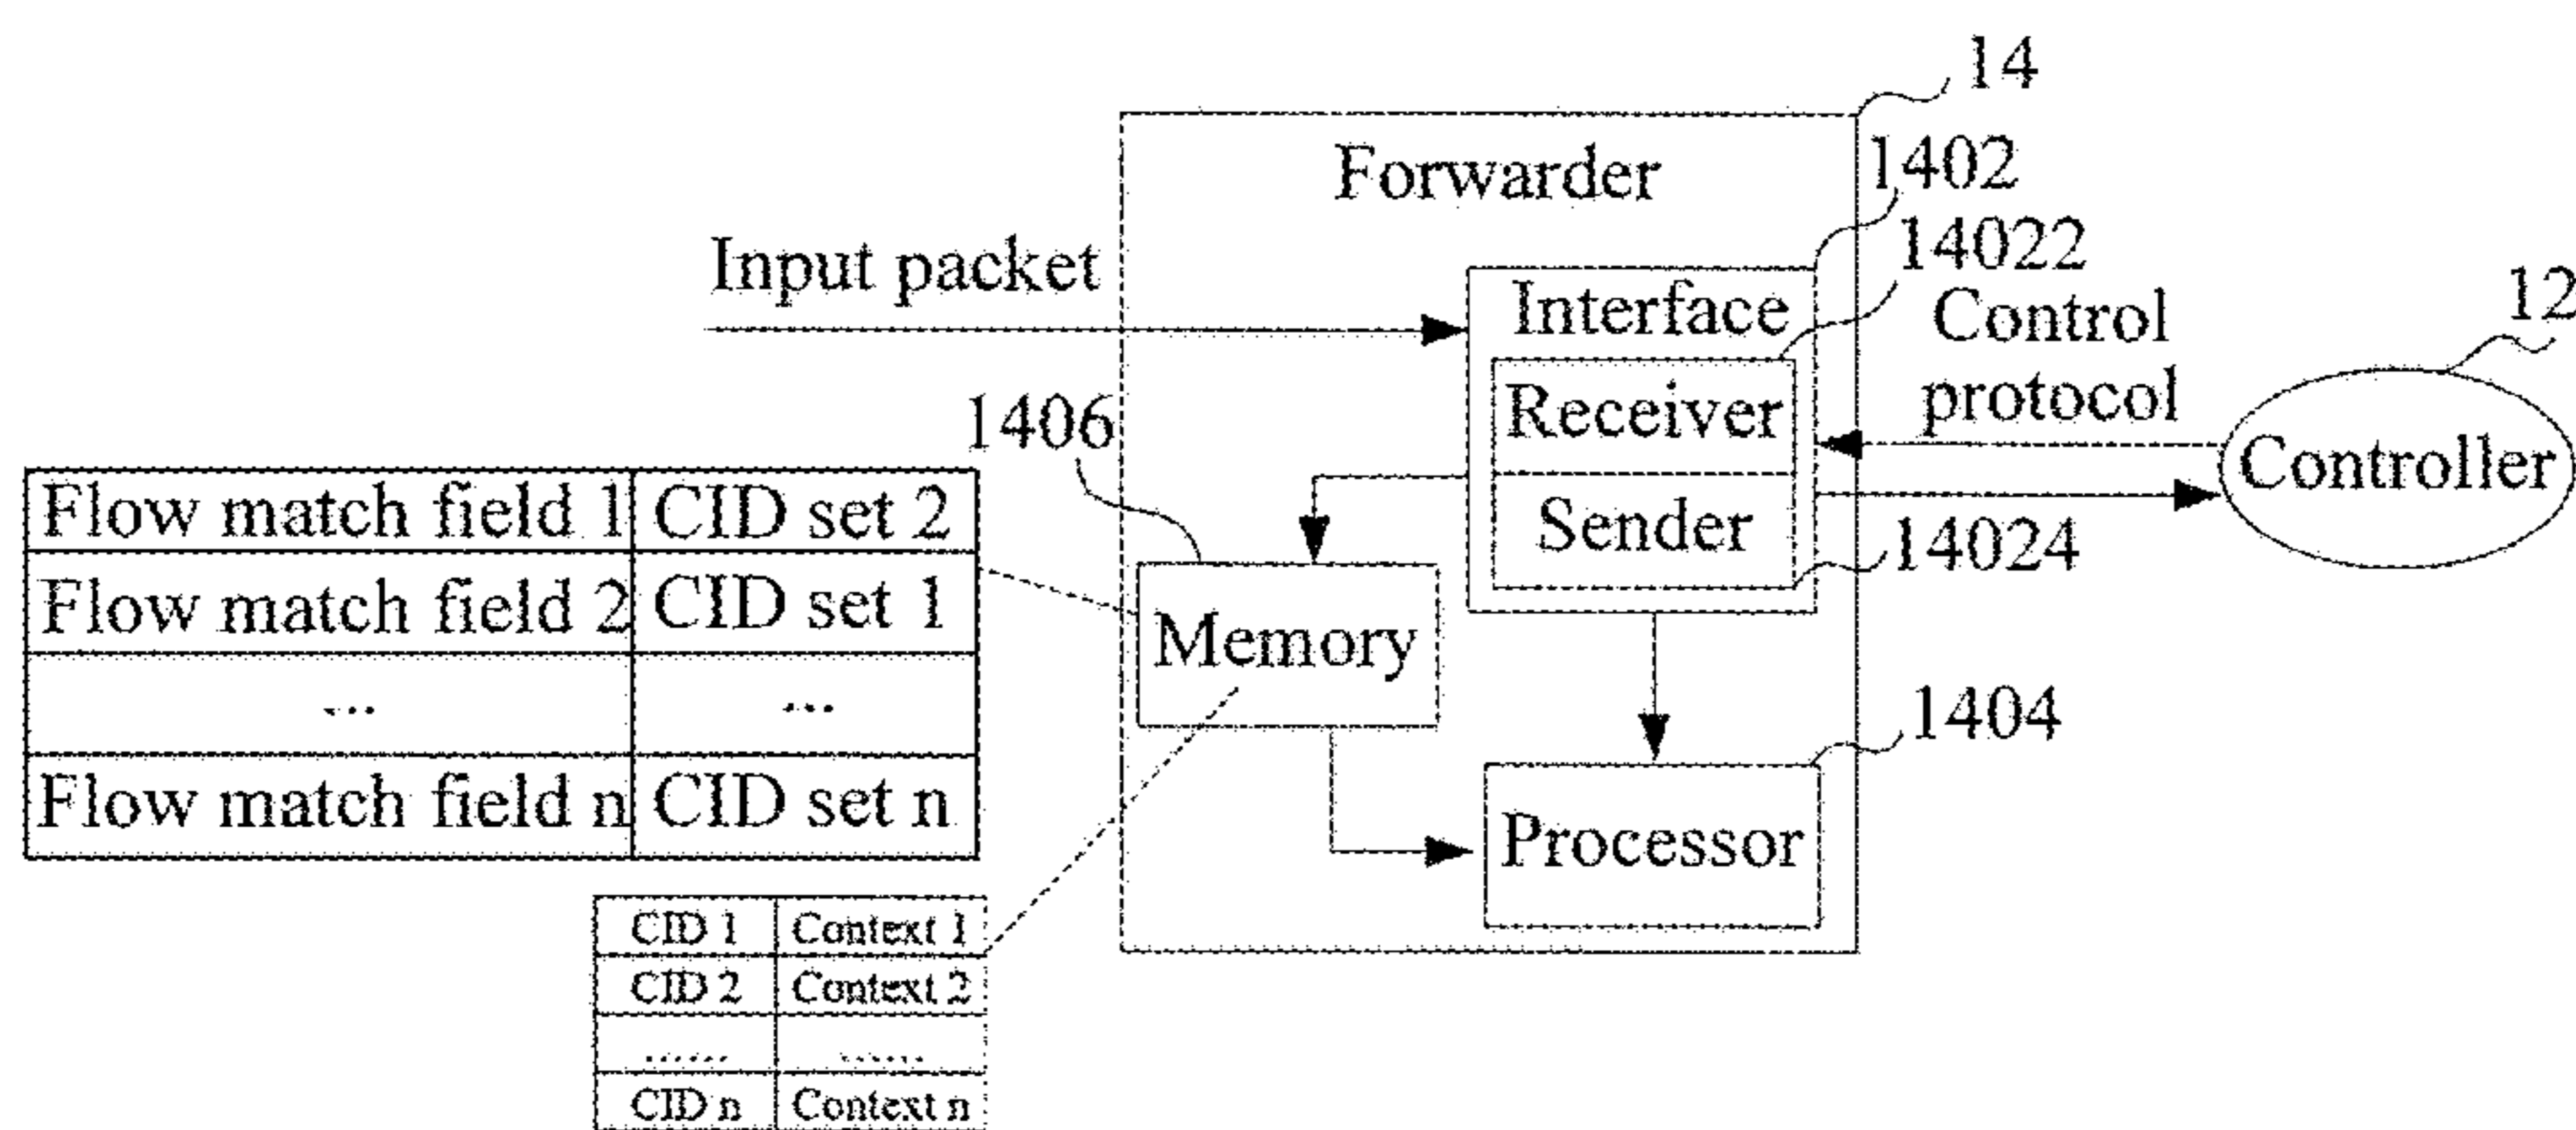 14
Forwarder
1402
14022
Input packet
Interface
Control
protocol
12
Receiver
1406
Controller
Sender
14024
Flow match field 1 CID set 2
Flow match field 2 CID set 1
... ...
Flow match field n CID set n
Memory
1404
Processor
CID 1 Context 1
CID 2 Context 2
...... ......
CID n Context n